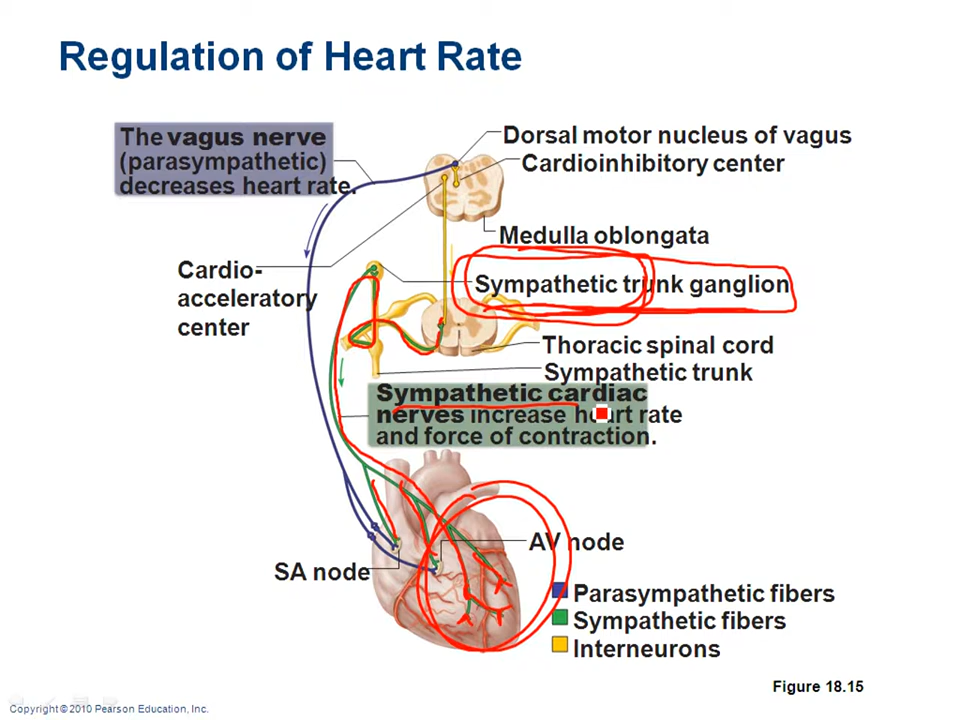 Regulation of Heart Rate
The vagus nerve
(parasympathetic)
decreases heart rate.
Dorsal motor nucleus of vagus
Cardioinhibitory center
Medulla oblongata
Cardio-
acceleratory
center
Sympathetic trunk ganglion
Thoracic spinal cord
Sympathetic trunk
Sympathetic cardiac
nerves increase heart rate
and force of contraction.
AV node
SA node
Parasympathetic fibers
Sympathetic fibers
Interneurons
Figure 18.15
Copyright © 2010 Pearson Education, Inc.